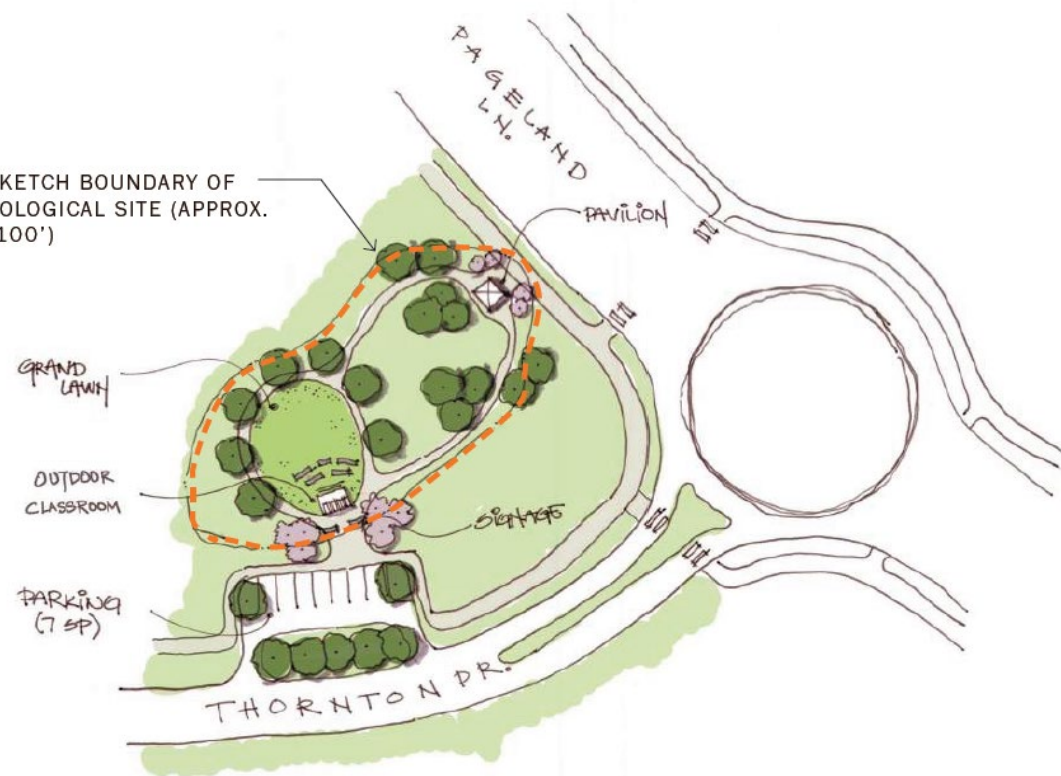 PAGELAND
LN.
KETCH BOUNDARY OF
OLOGICAL SITE (APPROX.
100')
PAVILION
GRAND
LAWN
OUTDOOR
CLASSROOM
SIGNAGE
PARKING
(7 SP)
THORNTON DR.